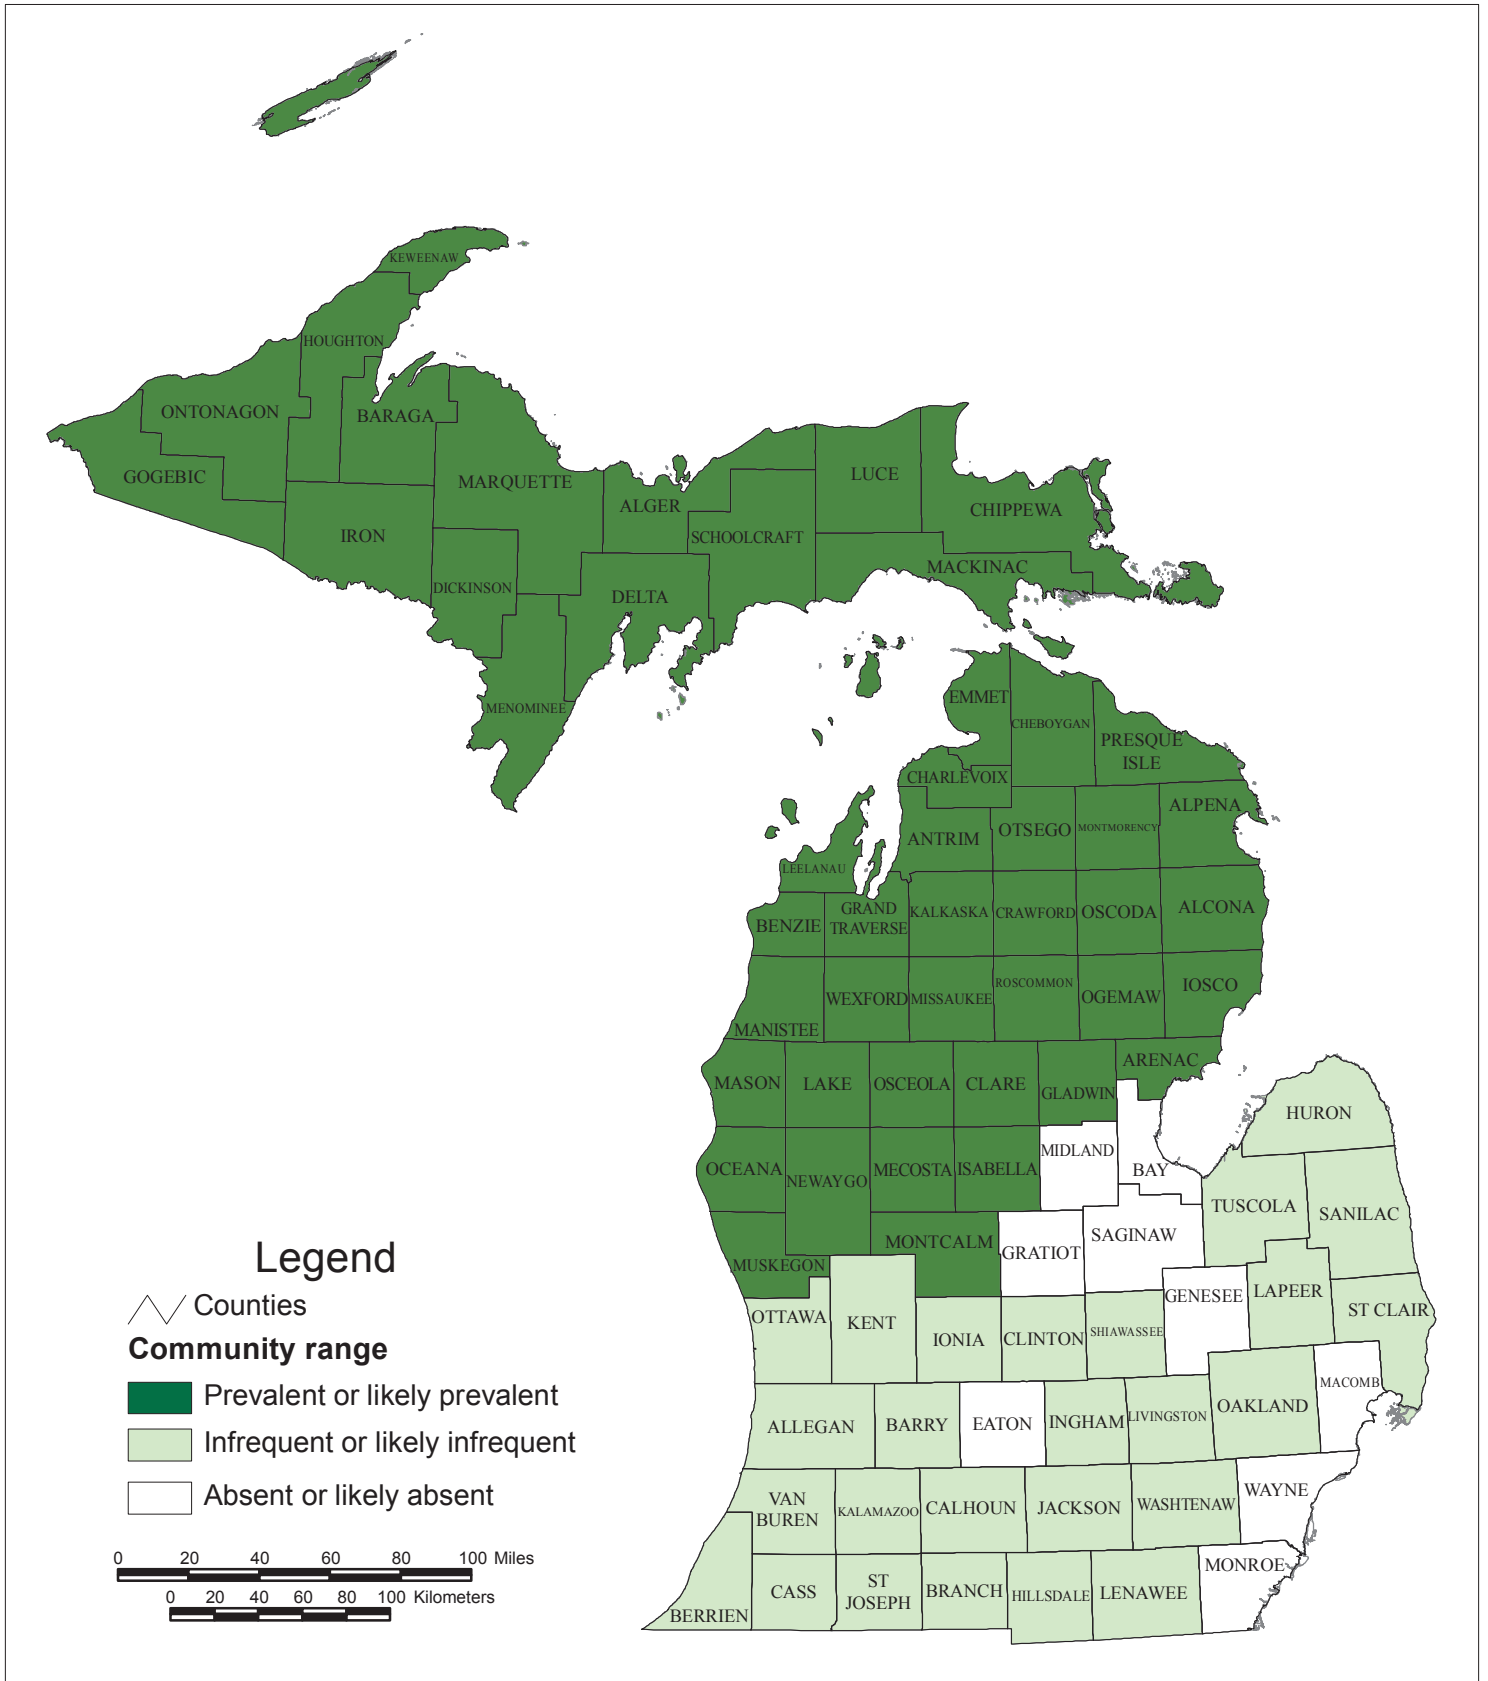 KEWEENAW
HOUGHTON
ONTONAGON
BARAGA
GOGEBIC
MARQUETTE
LUCE
ALGER
CHIPPEWA
IRON
SCHOOLCRAFT
MACKINAC
DICKINSON
DELTA
MENOMINEE
EMMET
CHEBOYGAN
PRESQUE
ISLE
CHARLEVOIX
ALPENA
ANTRIM
OTSEGO
MONTMORENCY
LEELANAU
BENZIE
GRAND
TRAVERSE
KALKASKA
CRAWFORD
OSCODA
ALCONA
MANISTEE
WEXFORD
MISSAUKEE
ROSCOMMON
OGEMAW
IOSCO
MASON
LAKE
OSCEOLA
CLARE
GLADWIN
ARENAC
HURON
OCEANA
NEWAYGO
MECOSTA
ISABELLA
MIDLAND
BAY
TUSCOLA
SANILAC
MUSKEGON
MONTCALM
GRATIOT
SAGINAW
GENESEE
LAPEER
ST CLAIR
OTTAWA
KENT
IONIA
CLINTON
SHIAWASSEE
MACOMB
ALLEGAN
BARRY
EATON
INGHAM
LIVINGSTON
OAKLAND
VAN
BUREN
KALAMAZOO
CALHOUN
JACKSON
WASHTENAW
WAYNE
BERRIEN
CASS
ST
JOSEPH
BRANCH
HILLSDALE
LENAWEE
MONROE
Legend
Counties
Community range
Prevalent or likely prevalent
Infrequent or likely infrequent
Absent or likely absent
0 20 40 60 80 100 Miles
0 20 40 60 80 100 Kilometers